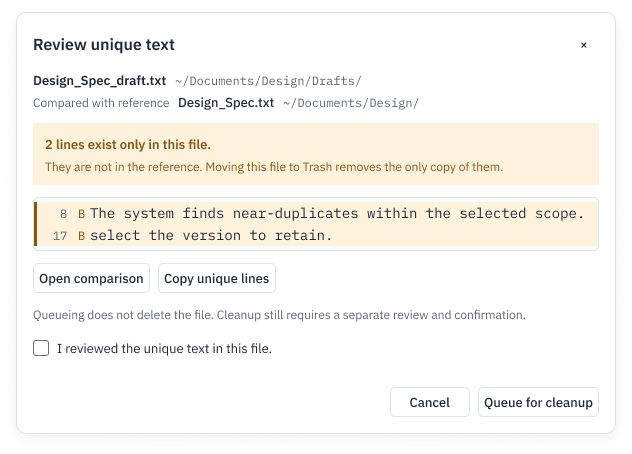 Review unique text ×
Design_Spec_draft.txt ~/Documents/Design/Drafts/
Compared with reference Design_Spec.txt ~/Documents/Design/
2 lines exist only in this file.
They are not in the reference. Moving this file to Trash removes the only copy of them.
8 B The system finds near-duplicates within the selected scope.
17 B select the version to retain.
Open comparison Copy unique lines
Queueing does not delete the file. Cleanup still requires a separate review and confirmation.
I reviewed the unique text in this file.
Cancel Queue for cleanup